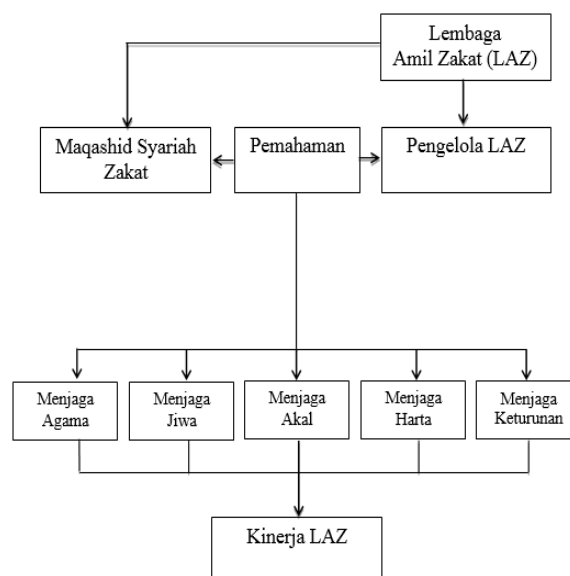 Lembaga
Amil Zakat (LAZ)
Maqashid Syariah
Zakat
Pemahaman
Pengelola LAZ
Menjaga
Agama
Menjaga
Jiwa
Menjaga
Akal
Menjaga
Harta
Menjaga
Keturunan
Kinerja LAZ